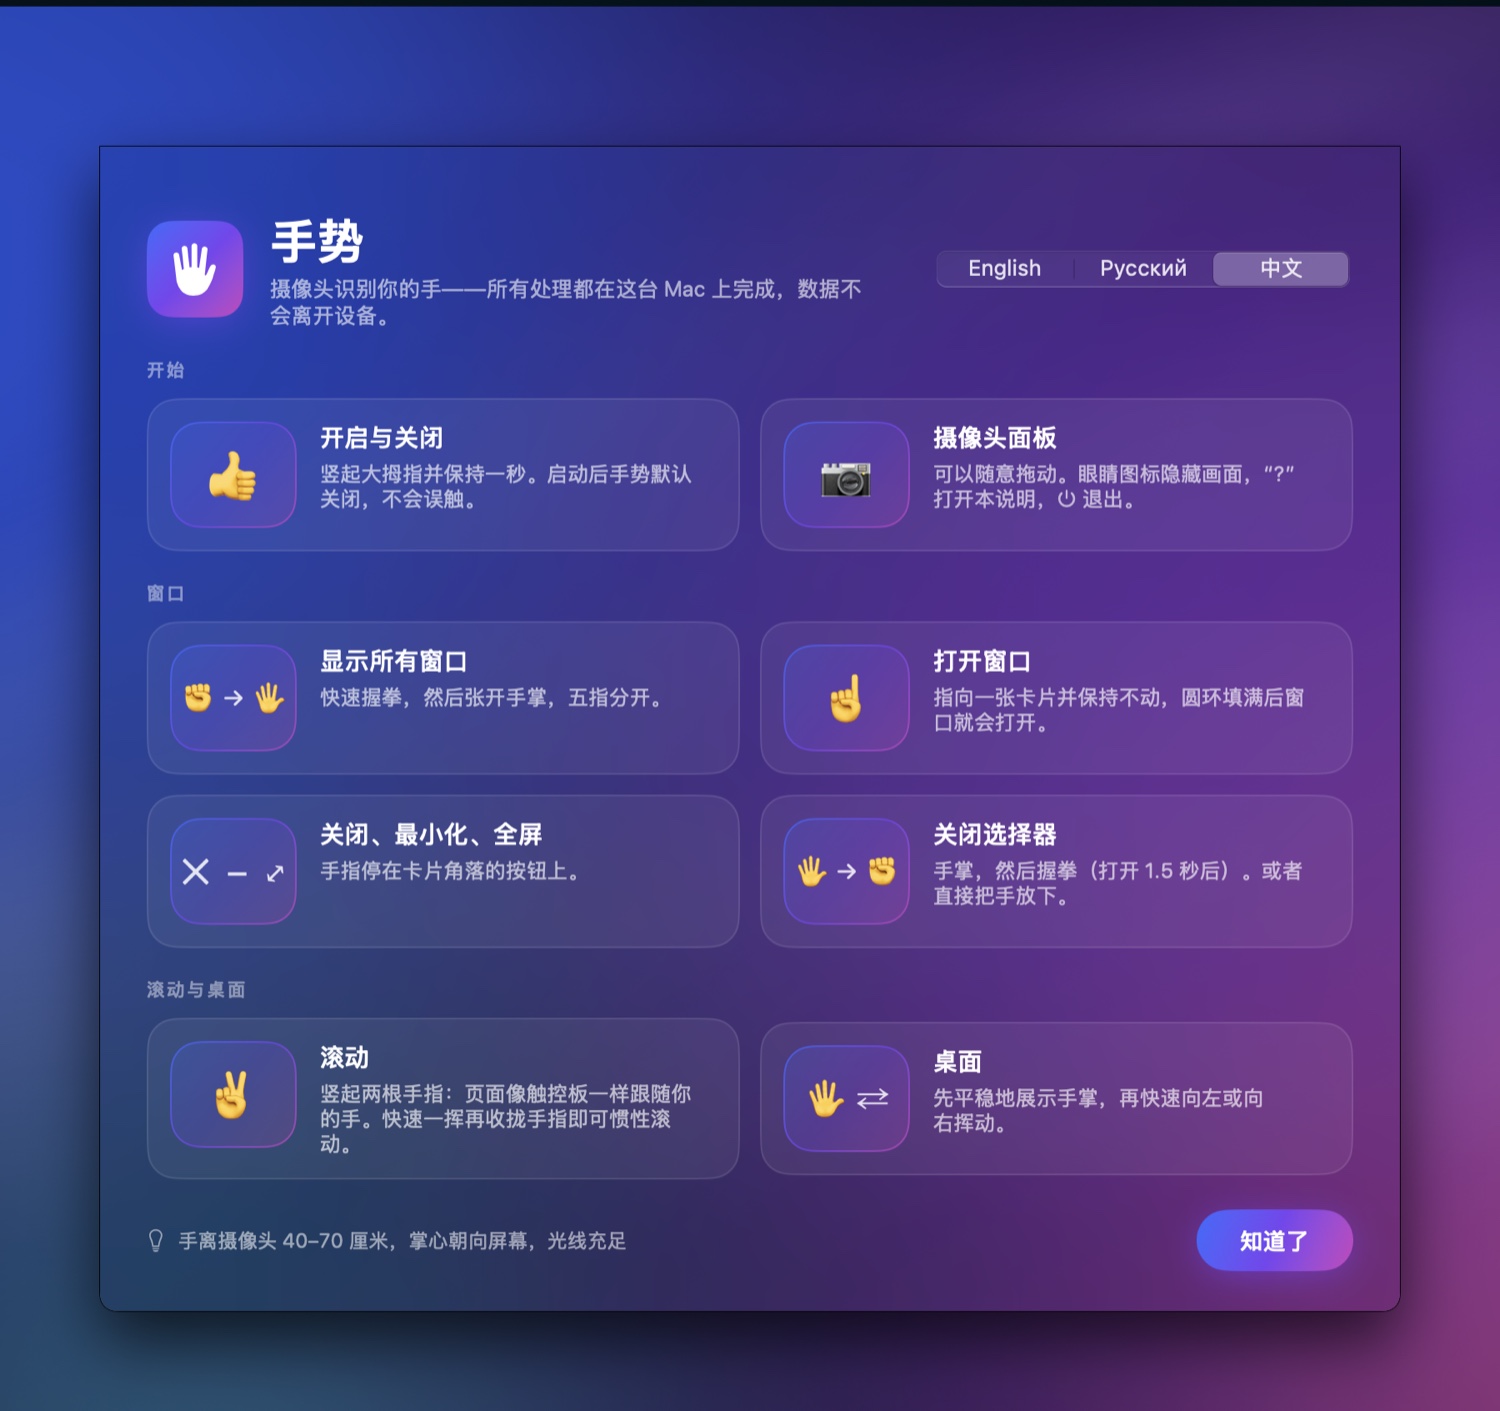 手势
摄像头识别你的手——所有处理都在这台 Mac 上完成，数据不
会离开设备。
English
Русский
中文
开始
开启与关闭
竖起大拇指并保持一秒。启动后手势默认
关闭，不会误触。
摄像头面板
可以随意拖动。眼睛图标隐藏画面，“?”
打开本说明，⏻ 退出。
窗口
显示所有窗口
快速握拳，然后张开手掌，五指分开。
打开窗口
指向一张卡片并保持不动，圆环填满后窗
口就会打开。
关闭、最小化、全屏
手指停在卡片角落的按钮上。
关闭选择器
手掌，然后握拳（打开 1.5 秒后）。或者
直接把手放下。
滚动与桌面
滚动
竖起两根手指：页面像触控板一样跟随你
的手。快速一挥再收拢手指即可惯性滚
动。
桌面
先平稳地展示手掌，再快速向左或向
右挥动。
手离摄像头 40–70 厘米，掌心朝向屏幕，光线充足
知道了